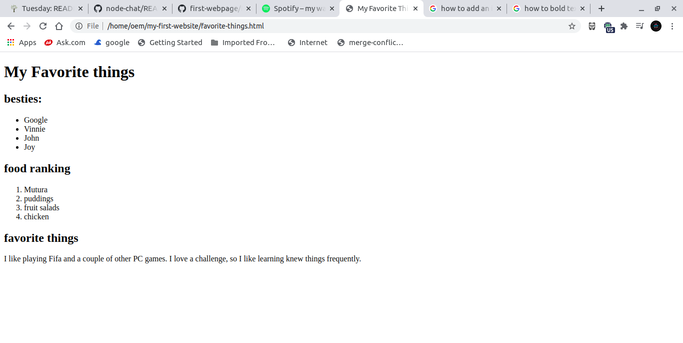 Tuesday: READ
node-chat/REA
first-webpage/
Spotify – my w
My Favorite Th
how to add an
how to bold te
File
/home/oem/my-first-website/favorite-things.html
US
Apps
Ask.com
google
Getting Started
Imported Fro...
Internet
merge-conflic...
My Favorite things
besties:
Google
Vinnie
John
Joy
food ranking
1. Mutura
2. puddings
3. fruit salads
4. chicken
favorite things
I like playing Fifa and a couple of other PC games. I love a challenge, so I like learning knew things frequently.